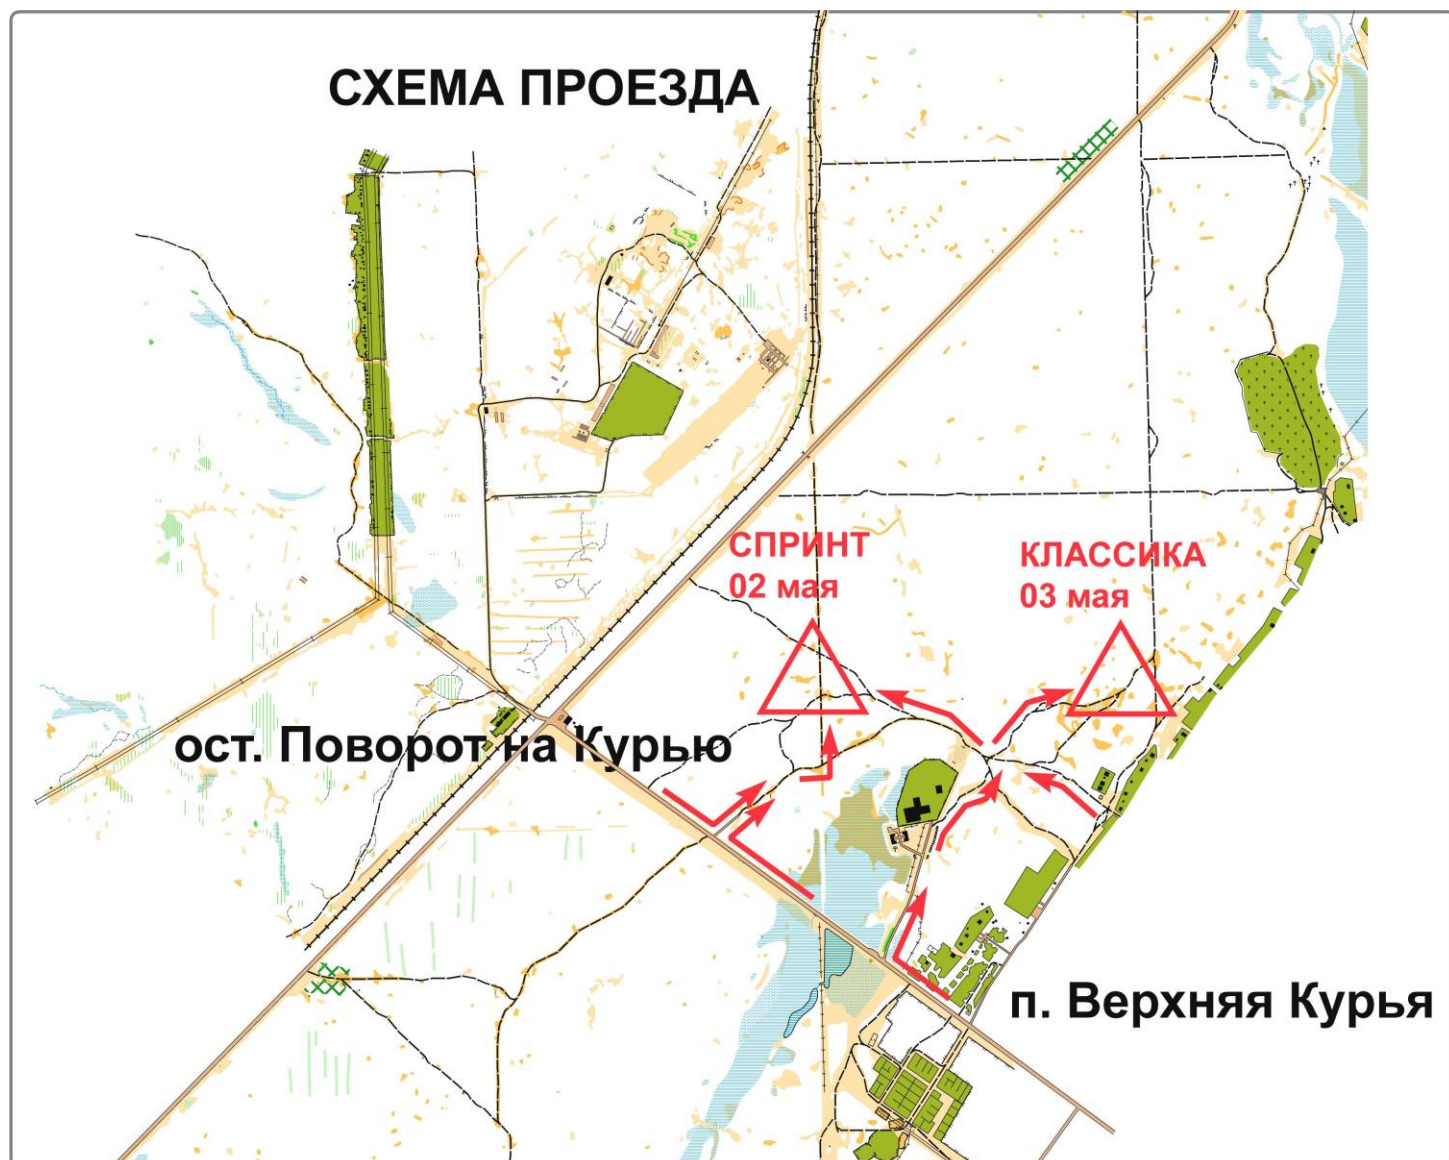 СХЕМА ПРОЕЗДА
СПРИНТ
02 мая
КЛАССИКА
03 мая
ост. Поворот на Курью
п. Верхняя Курья